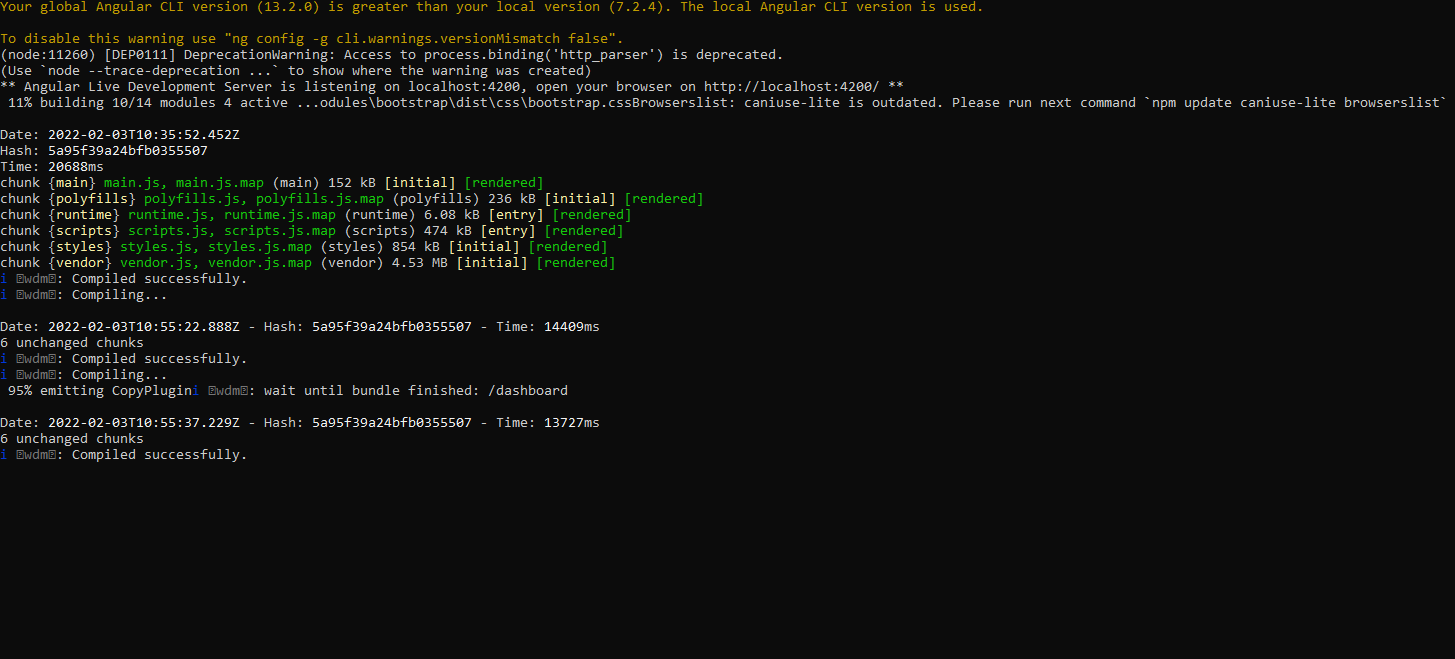 Your global Angular CLI version (13.2.0) is greater than your local version (7.2.4). The local Angular CLI version is used.
To disable this warning use "ng config -g cli.warnings.versionMismatch false".
(node:11260) [DEP0111] DeprecationWarning: Access to process.binding('http_parser') is deprecated.
(Use `node --trace-deprecation ...` to show where the warning was created)
** Angular Live Development Server is listening on localhost:4200, open your browser on http://localhost:4200/ **
11% building 10/14 modules 4 active ...odules\bootstrap\dist\css\bootstrap.cssBrowserslist: caniuse-lite is outdated. Please run next command `npm update caniuse-lite browserslist`
Date: 2022-02-03T10:35:52.452Z
Hash: 5a95f39a24bfb0355507
Time: 20688ms
chunk {main} main.js, main.js.map (main) 152 kB [initial] [rendered]
chunk {polyfills} polyfills.js, polyfills.js.map (polyfills) 236 kB [initial] [rendered]
chunk {runtime} runtime.js, runtime.js.map (runtime) 6.08 kB [entry] [rendered]
chunk {scripts} scripts.js, scripts.js.map (scripts) 474 kB [entry] [rendered]
chunk {styles} styles.js, styles.js.map (styles) 854 kB [initial] [rendered]
chunk {vendor} vendor.js, vendor.js.map (vendor) 4.53 MB [initial] [rendered]
i ⍰wdm⍰: Compiled successfully.
i ⍰wdm⍰: Compiling...
Date: 2022-02-03T10:55:22.888Z - Hash: 5a95f39a24bfb0355507 - Time: 14409ms
6 unchanged chunks
i ⍰wdm⍰: Compiled successfully.
i ⍰wdm⍰: Compiling...
95% emitting CopyPlugini ⍰wdm⍰: wait until bundle finished: /dashboard
Date: 2022-02-03T10:55:37.229Z - Hash: 5a95f39a24bfb0355507 - Time: 13727ms
6 unchanged chunks
i ⍰wdm⍰: Compiled successfully.